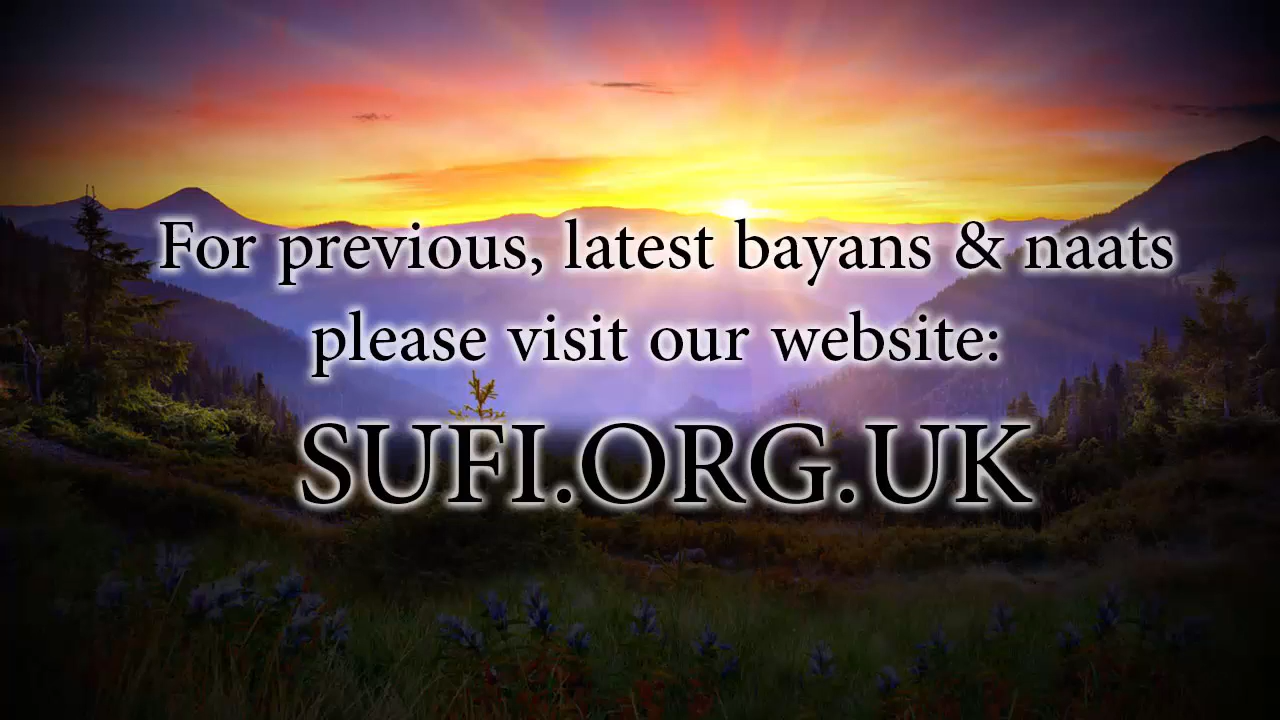 For previous, latest bayans & naats
please visit our website:
SUFI.ORG.UK